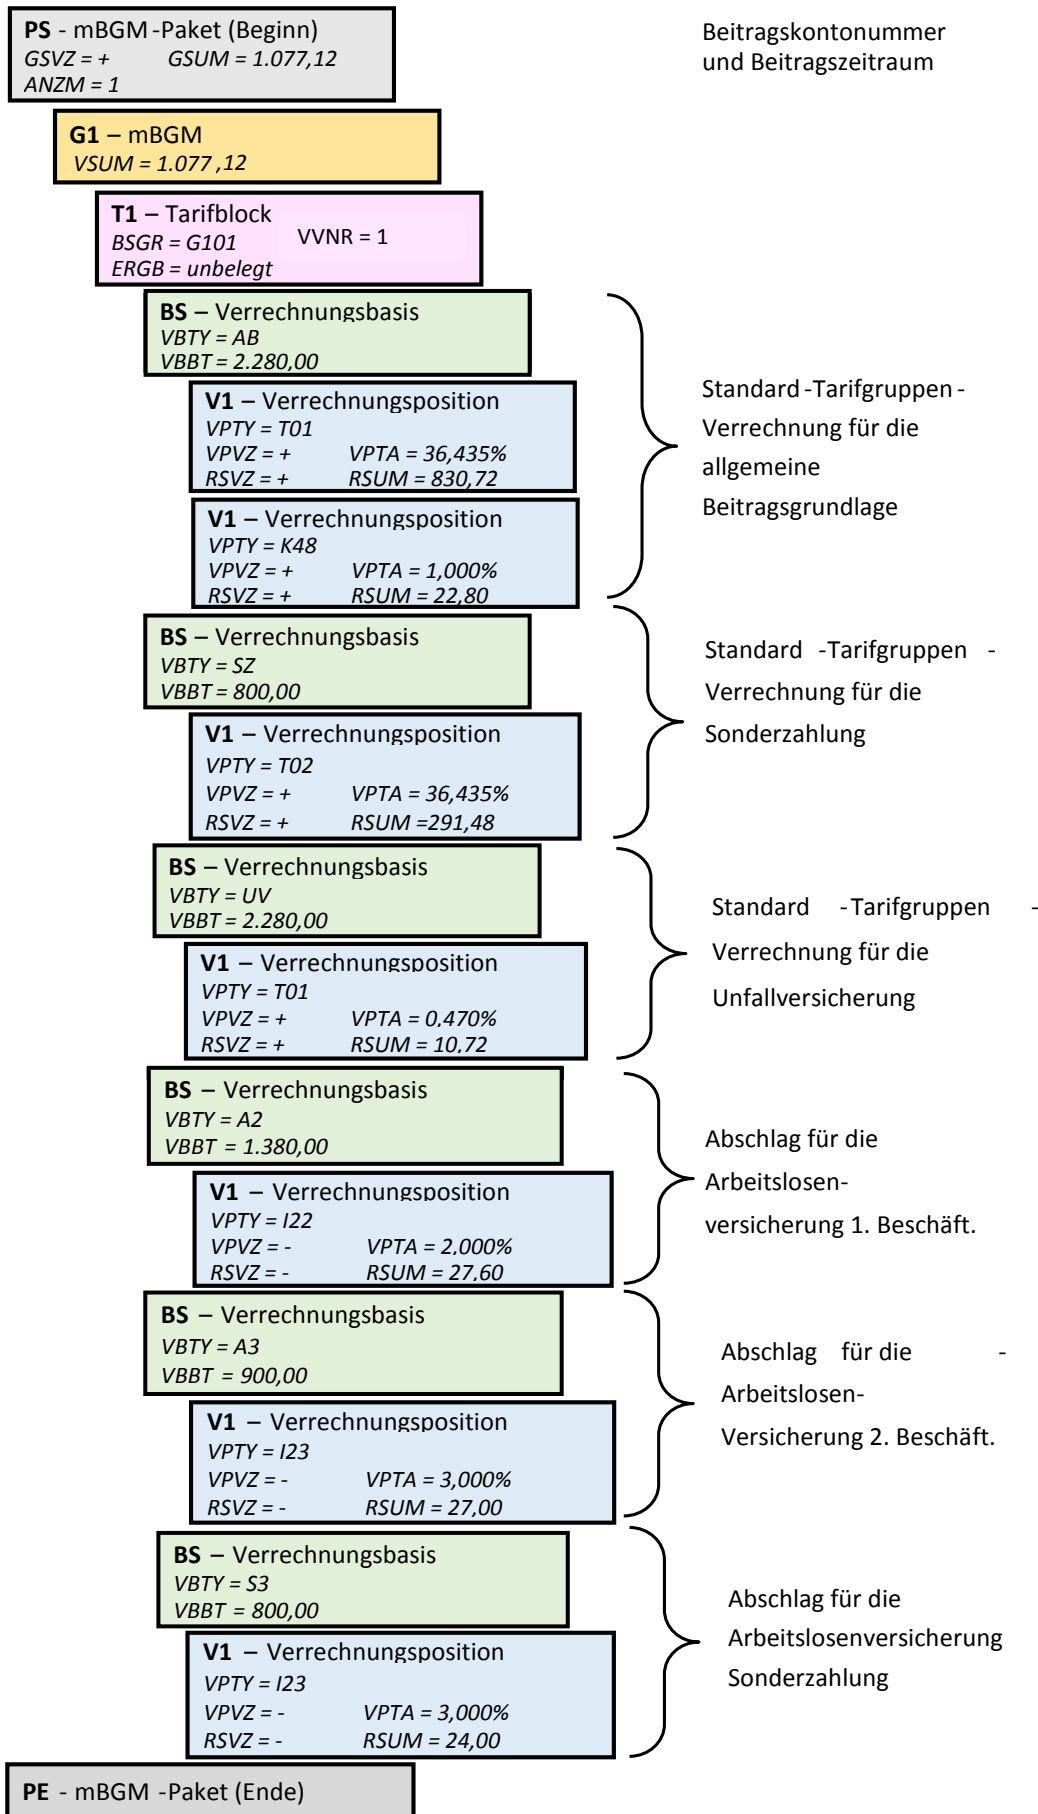 PS - mBGM -Paket (Beginn)
GSVZ = + GSUM = 1.077,12
ANZM = 1
Beitragskontonummer
und Beitragszeitraum
G1 – mBGM
VSUM = 1.077 ,12
T1 – Tarifblock
BSGR = G101 VVNR = 1
ERGB = unbelegt
BS – Verrechnungsbasis
VBTY = AB
VBBT = 2.280,00
V1 – Verrechnungsposition
VPTY = T01
VPVZ = + VPTA = 36,435%
RSVZ = + RSUM = 830,72
V1 – Verrechnungsposition
VPTY = K48
VPVZ = + VPTA = 1,000%
RSVZ = + RSUM = 22,80
Standard -Tarifgruppen -
Verrechnung für die
allgemeine
Beitragsgrundlage
BS – Verrechnungsbasis
VBTY = SZ
VBBT = 800,00
V1 – Verrechnungsposition
VPTY = T02
VPVZ = + VPTA = 36,435%
RSVZ = + RSUM =291,48
Standard -Tarifgruppen -
Verrechnung für die
Sonderzahlung
BS – Verrechnungsbasis
VBTY = UV
VBBT = 2.280,00
V1 – Verrechnungsposition
VPTY = T01
VPVZ = + VPTA = 0,470%
RSVZ = + RSUM = 10,72
Standard -Tarifgruppen -
Verrechnung für die
Unfallversicherung
BS – Verrechnungsbasis
VBTY = A2
VBBT = 1.380,00
V1 – Verrechnungsposition
VPTY = I22
VPVZ = - VPTA = 2,000%
RSVZ = - RSUM = 27,60
Abschlag für die
Arbeitslosen-
versicherung 1. Beschäft.
BS – Verrechnungsbasis
VBTY = A3
VBBT = 900,00
V1 – Verrechnungsposition
VPTY = I23
VPVZ = - VPTA = 3,000%
RSVZ = - RSUM = 27,00
Abschlag für die -
Arbeitslosen-
Versicherung 2. Beschäft.
BS – Verrechnungsbasis
VBTY = S3
VBBT = 800,00
V1 – Verrechnungsposition
VPTY = I23
VPVZ = - VPTA = 3,000%
RSVZ = - RSUM = 24,00
Abschlag für die
Arbeitslosenversicherung
Sonderzahlung
PE - mBGM -Paket (Ende)